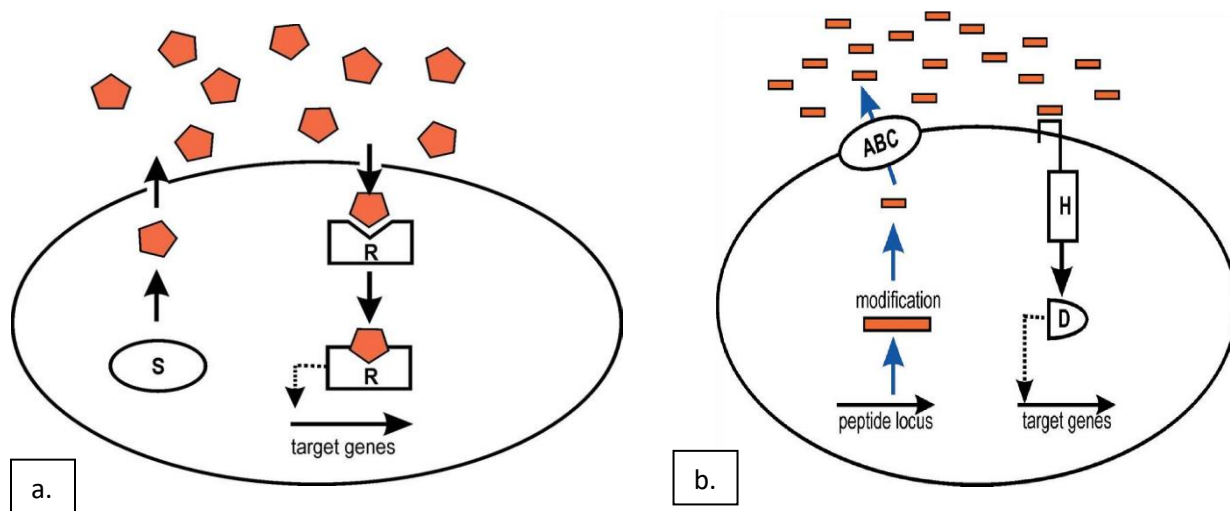 S
R
R
target genes
a.
ABC
H
modification
D
peptide locus
target genes
b.